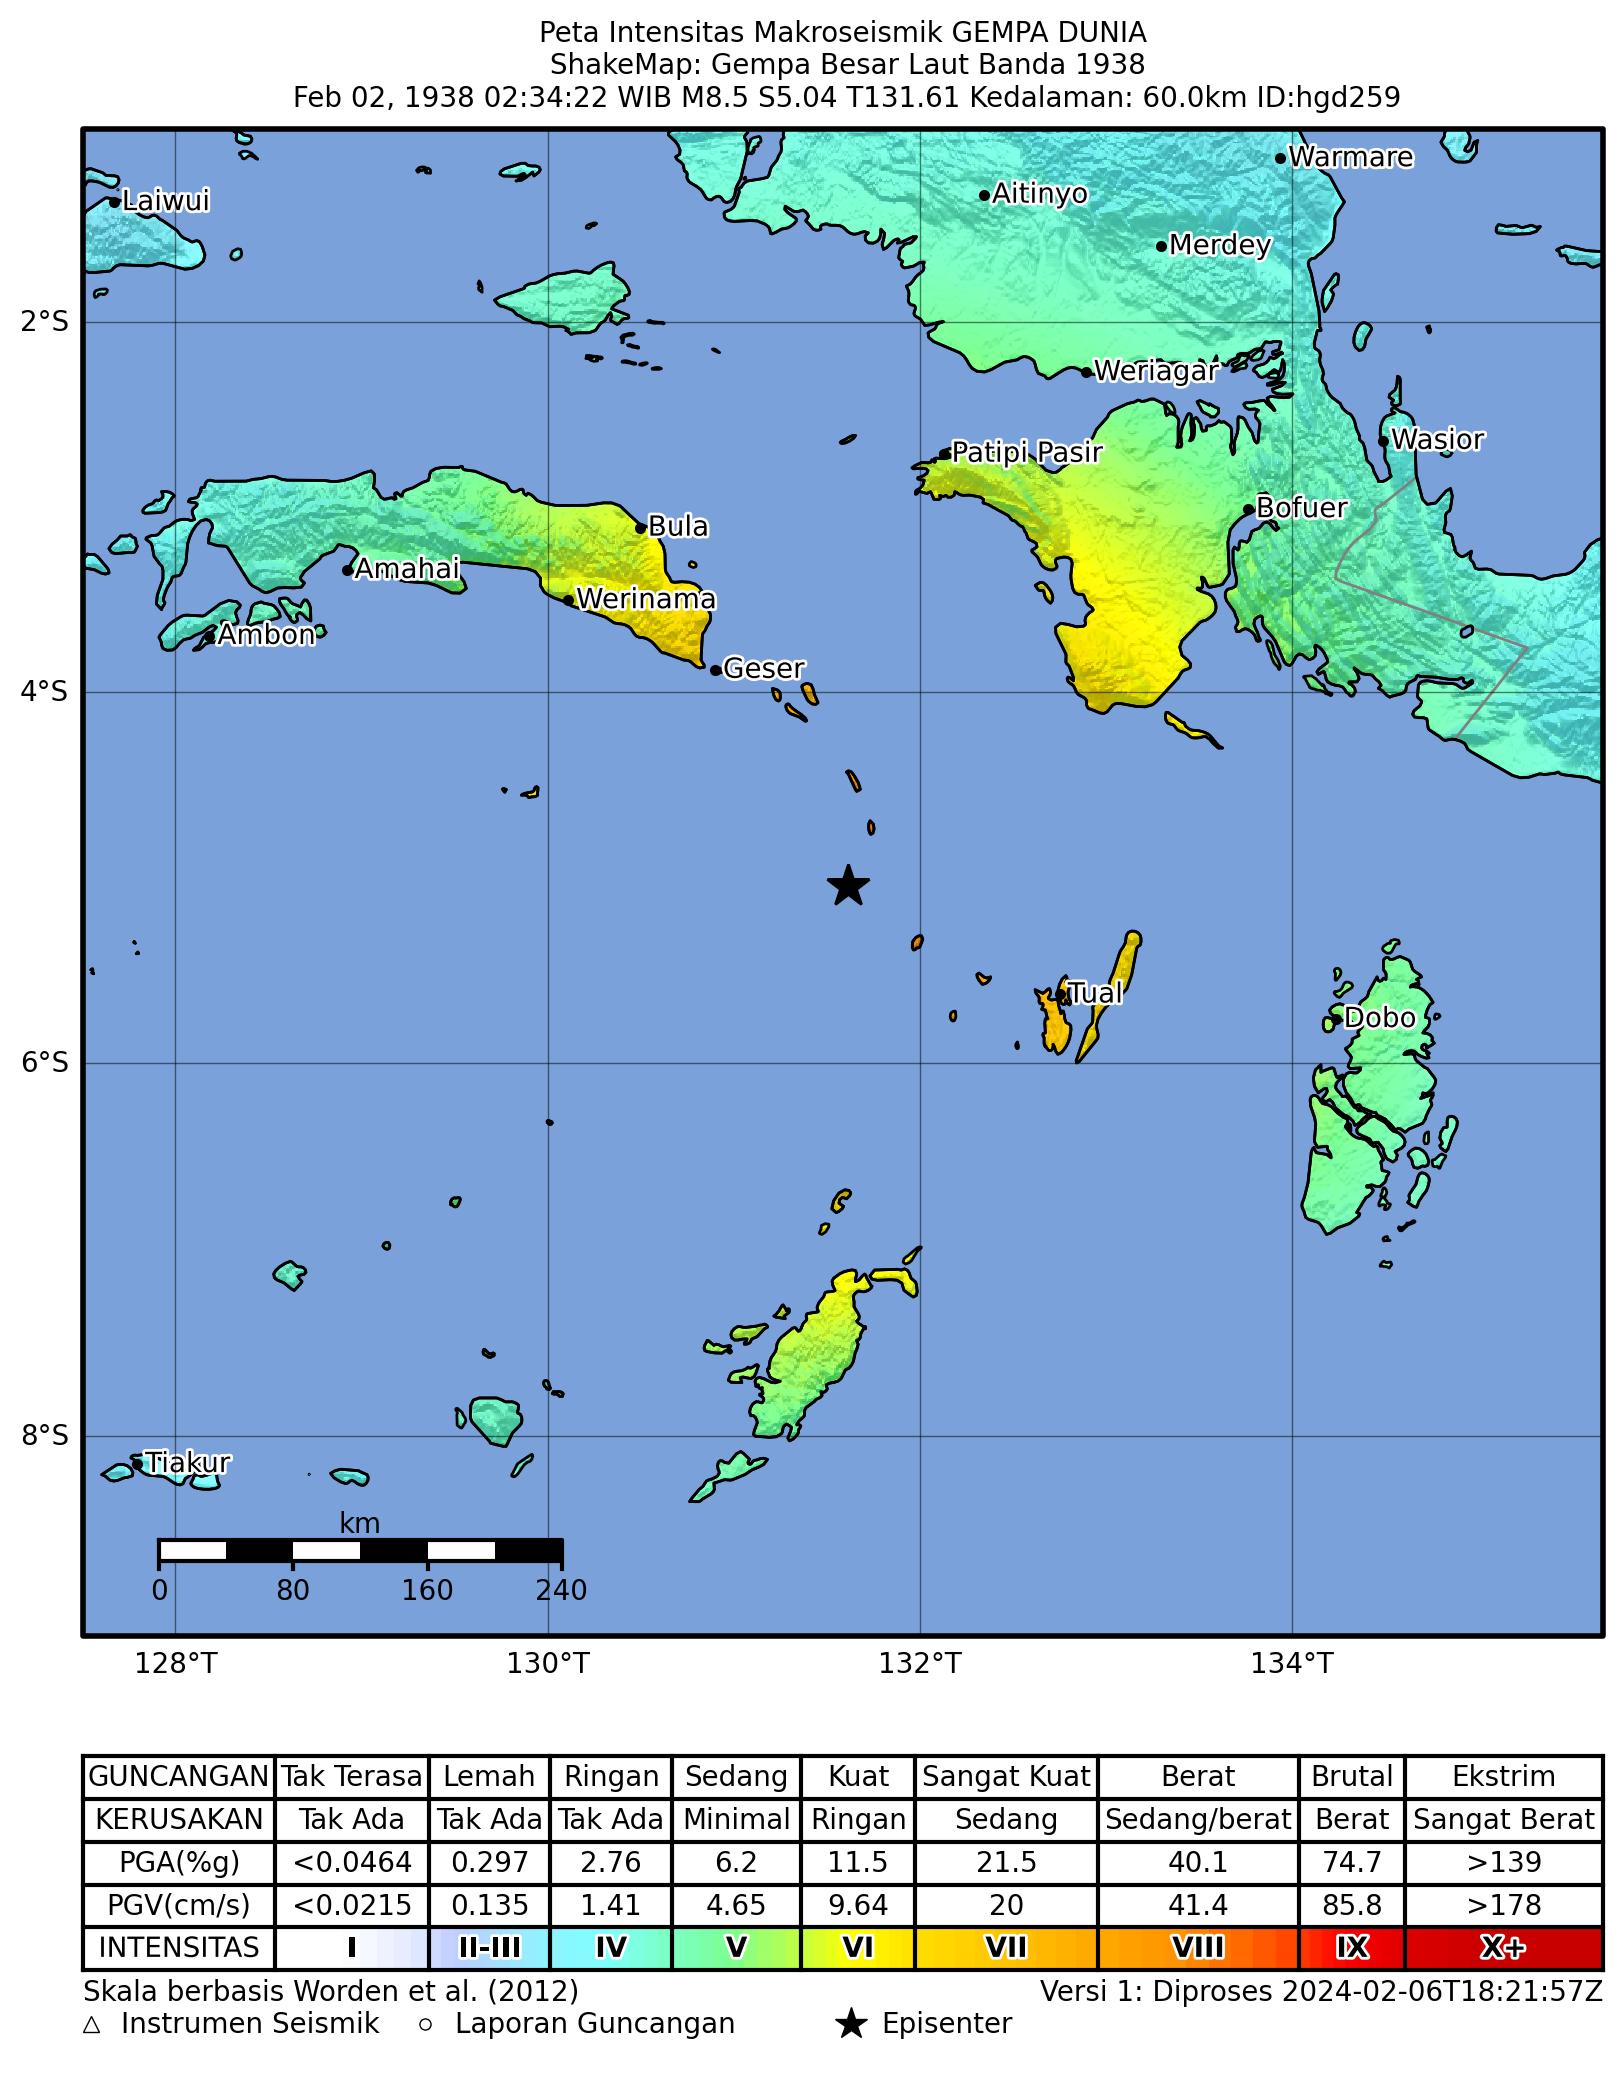 Peta Intensitas Makroseismik GEMPA DUNIA
ShakeMap: Gempa Besar Laut Banda 1938
Feb 02, 1938 02:34:22 WIB M8.5 S5.04 T131.61 Kedalaman: 60.0km ID:hgd259
Warmare
Aitinyo
Laiwui
Merdey
2°S
Weriagar
Wasior
Patipi Pasir
Bofuer
Bula
Amahai
Werinama
Ambon
Geser
4°S
Tual
Dobo
6°S
8°S
Tiakur
km
0 80 160 240
128°T 130°T 132°T 134°T
GUNCANGAN Tak Terasa Lemah Ringan Sedang Kuat Sangat Kuat Berat Brutal Ekstrim
KERUSAKAN Tak Ada Tak Ada Tak Ada Minimal Ringan Sedang Sedang/berat Berat Sangat Berat
PGA(%g) <0.0464 0.297 2.76 6.2 11.5 21.5 40.1 74.7 >139
PGV(cm/s) <0.0215 0.135 1.41 4.65 9.64 20 41.4 85.8 >178
INTENSITAS I II-III IV V VI VII VIII IX X+
Skala berbasis Worden et al. (2012) Versi 1: Diproses 2024-02-06T18:21:57Z
Instrumen Seismik Laporan Guncangan Episenter